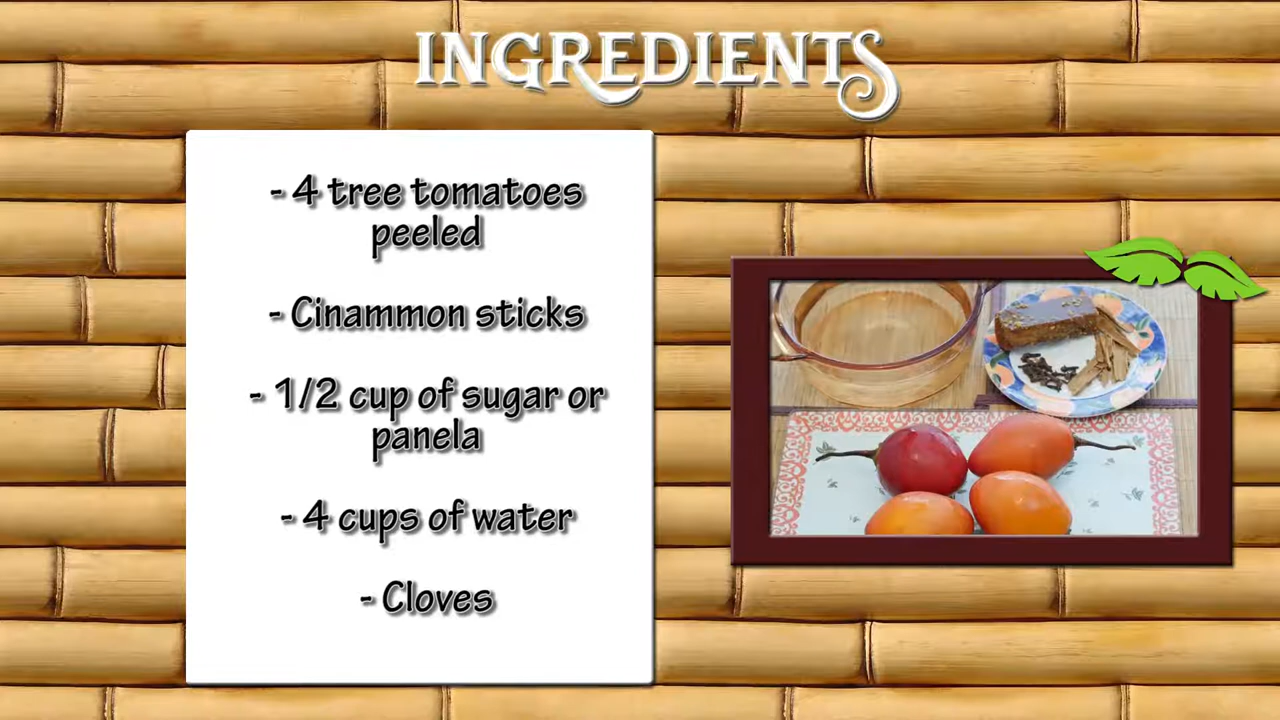 INGREDIENTS
- 4 tree tomatoes
peeled
- Cinammon sticks
- 1/2 cup of sugar or
panela
- 4 cups of water
- Cloves